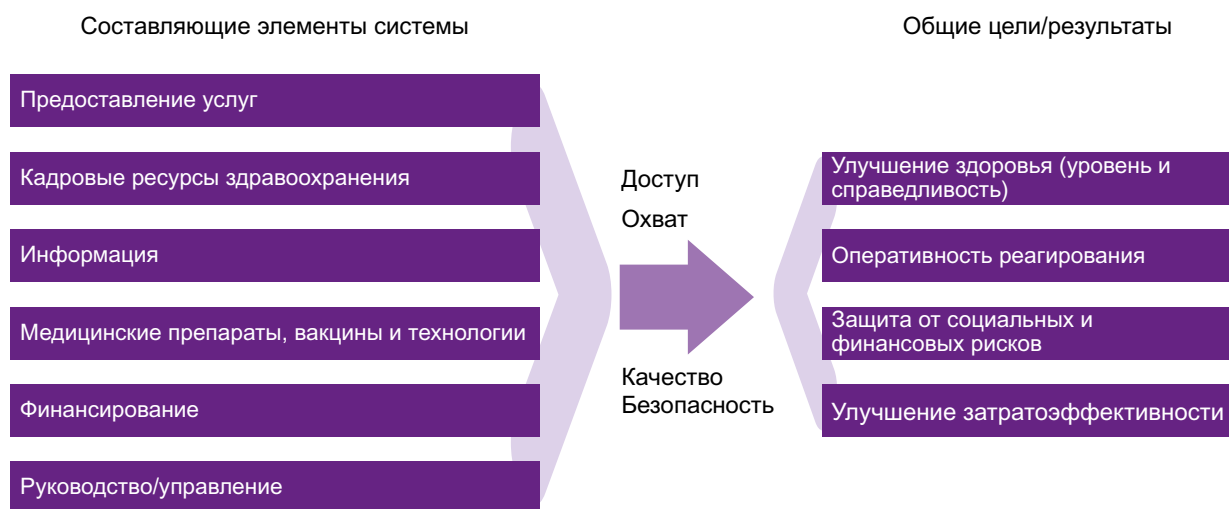 Составляющие элементы системы
Общие цели/результаты
Предоставление услуг
Кадровые ресурсы здравоохранения
Информация
Медицинские препараты, вакцины и технологии
Финансирование
Руководство/управление
Доступ
Охват
Качество
Безопасность
Улучшение здоровья (уровень и
справедливость)
Оперативность реагирования
Защита от социальных и
финансовых рисков
Улучшение затратоэффективности